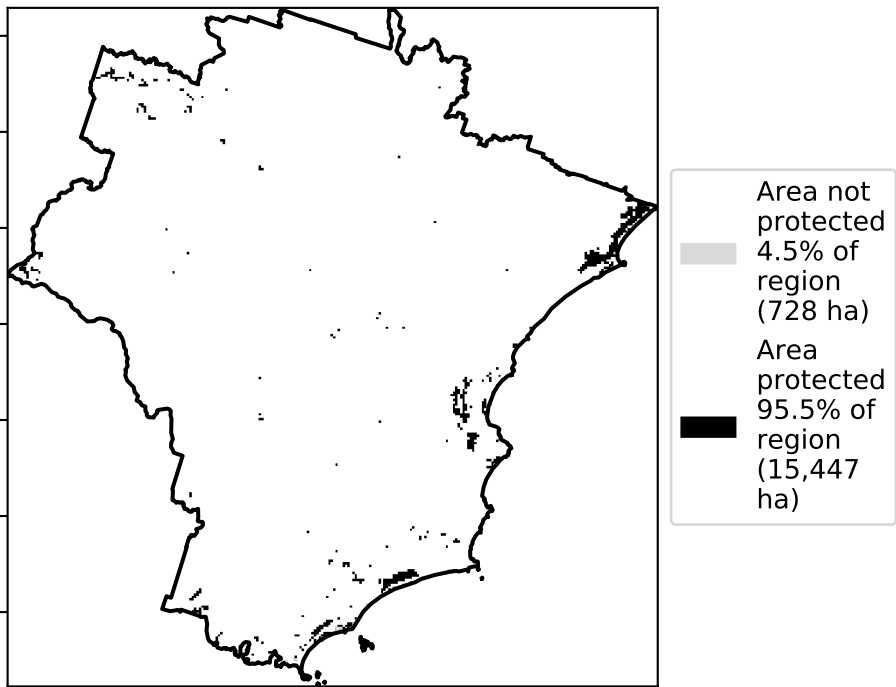 Area not
protected
4.5% of
region
(728 ha)
Area
protected
95.5% of
region
(15,447
ha)